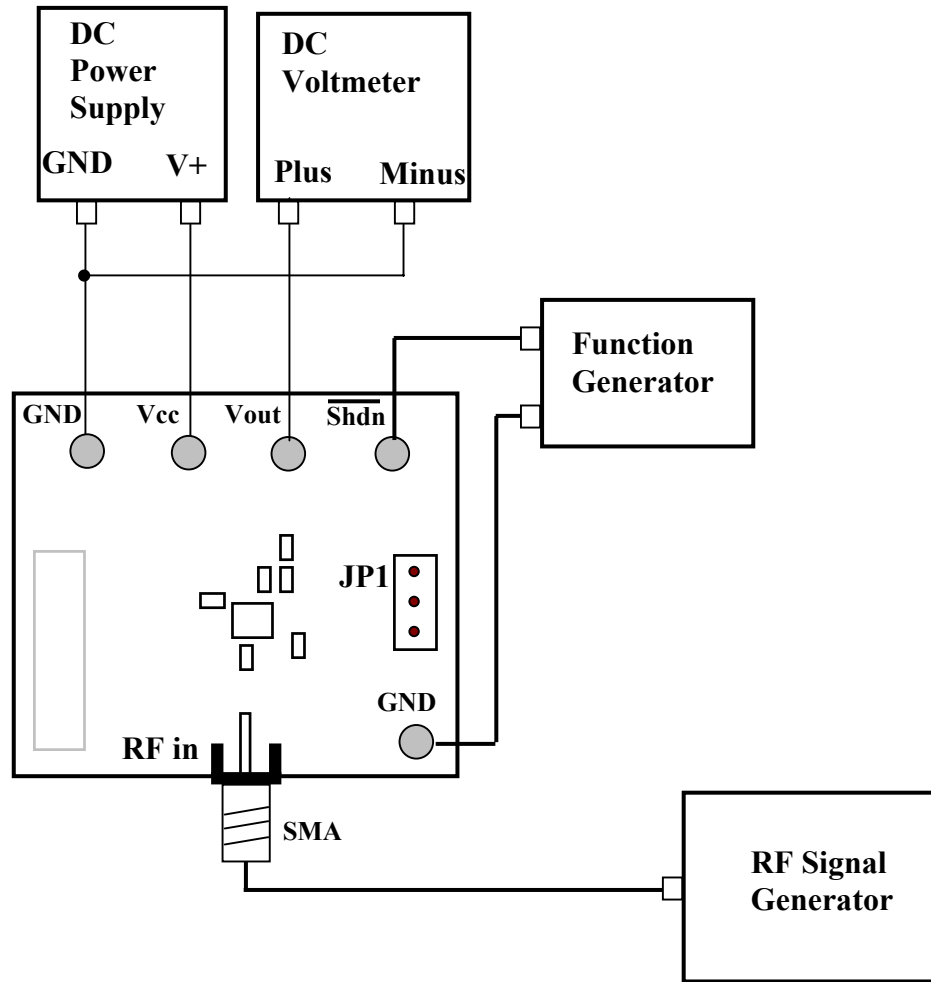 DC
Power
Supply
GND V+
DC
Voltmeter
Plus Minus
Function
Generator
GND Vcc Vout Shdn
JP1
GND
RF in
SMA
RF Signal
Generator